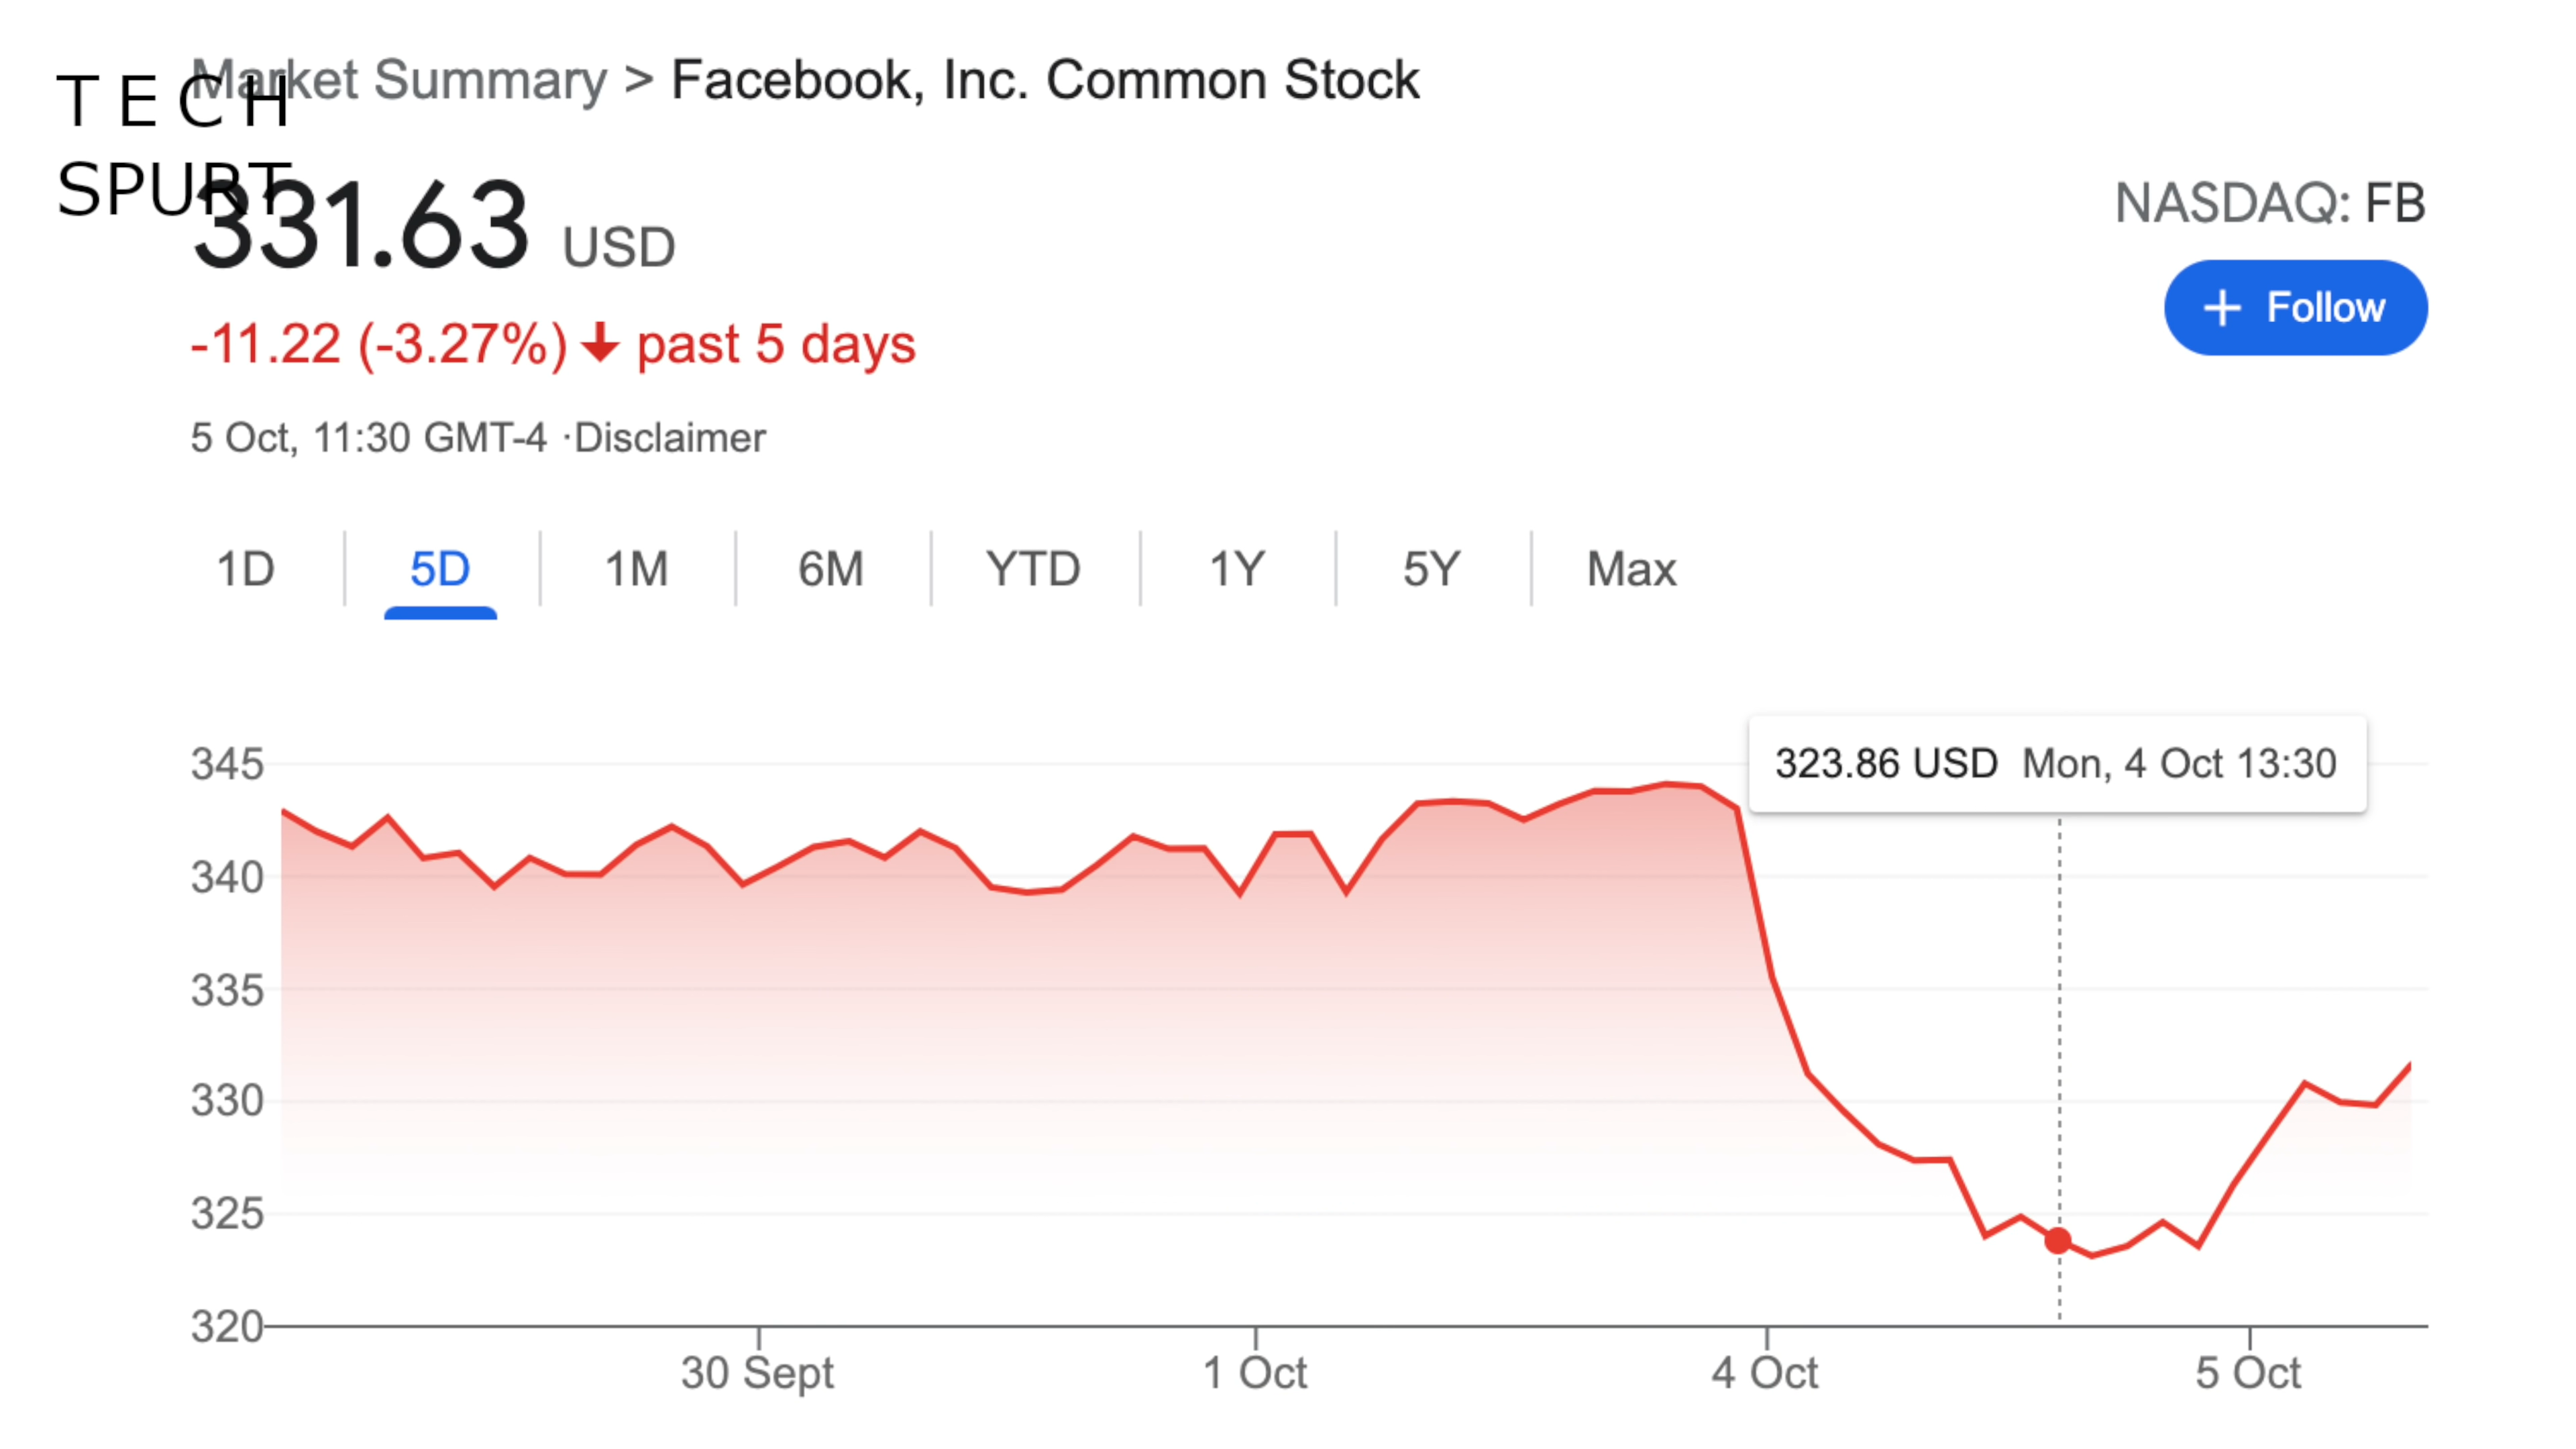 Market Summary > Facebook, Inc. Common Stock
TECH
SPURT
331.63 USD
NASDAQ: FB
+ Follow
-11.22 (-3.27%) ↓ past 5 days
5 Oct, 11:30 GMT-4 ·Disclaimer
1D 5D 1M 6M YTD 1Y 5Y Max
323.86 USD Mon, 4 Oct 13:30
345
340
335
330
325
320
30 Sept 1 Oct 4 Oct 5 Oct